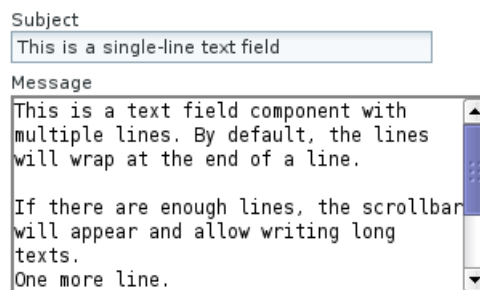 Subject
This is a single-line text field
Message
This is a text field component with
multiple lines. By default, the lines
will wrap at the end of a line.
If there are enough lines, the scrollbar
will appear and allow writing long
texts.
One more line.